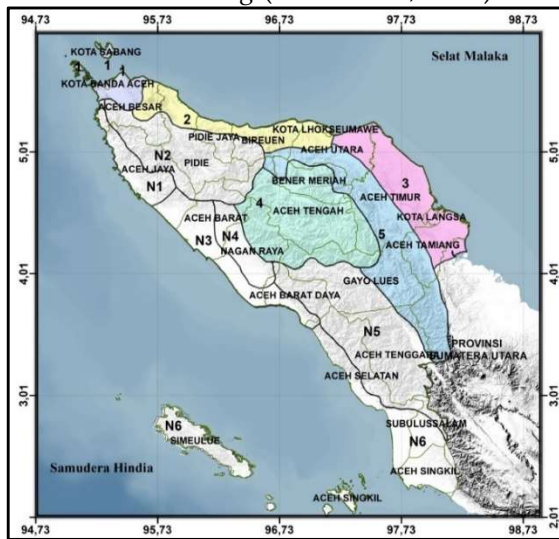 94,73 95,73 96,73 97,73 98,73
KOTA SABANG
Selat Malaka
1
1
1
KOTA BANDA ACEH
ACEH BESAR
2
PIDIE JAYA
BIREUEN
KOTA LHOKSEUMAWE
5,01
5,01
ACEH UTARA
N2
PIDIE
ACEH JAYA
N1
BENER MERIAH
3
ACEH TIMUR
4
ACEH TENGAH
KOTA LANGSA
ACEH BARAT
N3
N4
NAGAN RAYA
5
ACEH TAMIANG
4,01
4,01
GAYO LUES
ACEH BARAT DAYA
N5
PROVINSI
SUMATERA UTARA
ACEH TENGGARA
ACEH SELATAN
3,01
3,01
N6
SIMEULUE
SUBULUSSALAM
N6
ACEH SINGKIL
Samudera Hindia
ACEH SINGKIL
2,01
94,73 95,73 96,73 97,73 98,73